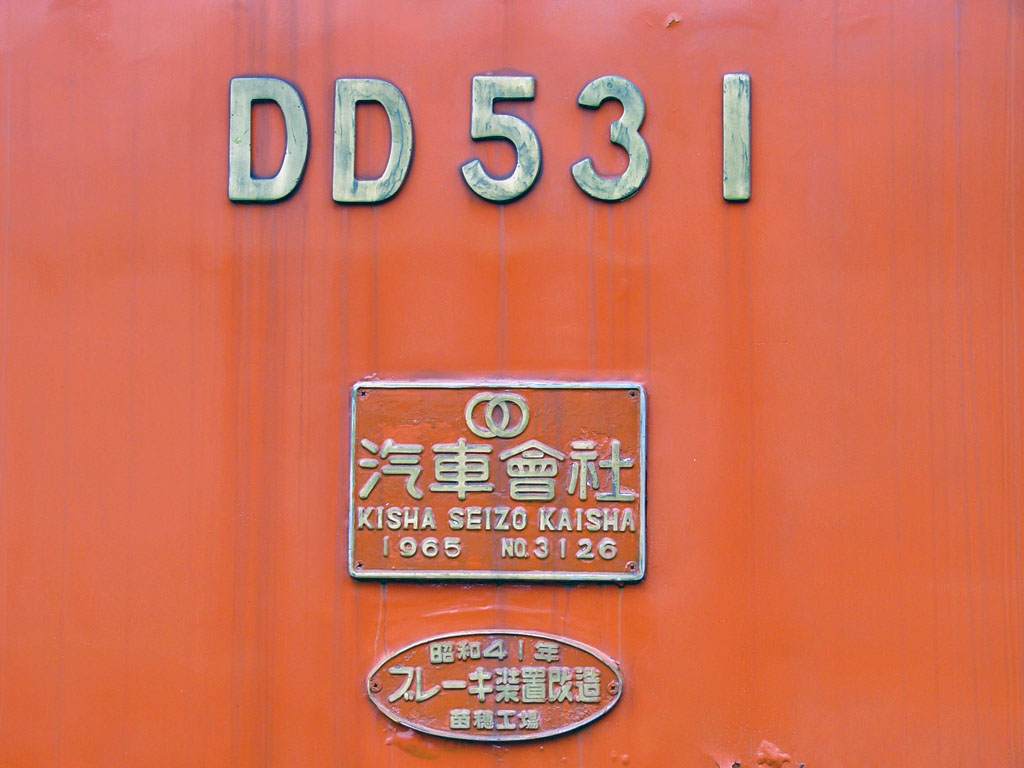 DD 53 1
汽車會社
KISHA SEIZO KAISHA
1965 NO.3126
昭和41年
ブレーキ装置改造
苗穂工場